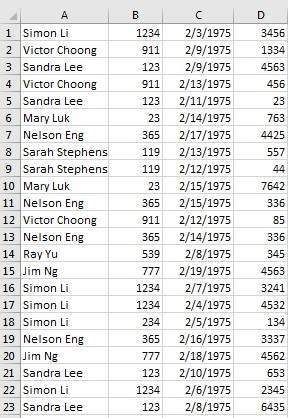 A B C D
1 Simon Li 1234 2/3/1975 3456
2 Victor Choong 911 2/9/1975 1334
3 Sandra Lee 123 2/9/1975 4563
4 Victor Choong 911 2/13/1975 456
5 Sandra Lee 123 2/11/1975 23
6 Mary Luk 23 2/14/1975 763
7 Nelson Eng 365 2/17/1975 4425
8 Sarah Stephens 119 2/13/1975 557
9 Sarah Stephens 119 2/12/1975 44
10 Mary Luk 23 2/15/1975 7642
11 Nelson Eng 365 2/15/1975 336
12 Victor Choong 911 2/12/1975 85
13 Nelson Eng 365 2/14/1975 336
14 Ray Yu 539 2/8/1975 345
15 Jim Ng 777 2/19/1975 4563
16 Simon Li 1234 2/7/1975 3241
17 Simon Li 1234 2/4/1975 4532
18 Simon Li 234 2/5/1975 134
19 Nelson Eng 365 2/16/1975 3337
20 Jim Ng 777 2/18/1975 4562
21 Sandra Lee 123 2/10/1975 653
22 Simon Li 1234 2/6/1975 2345
23 Sandra Lee 123 2/8/1975 6435